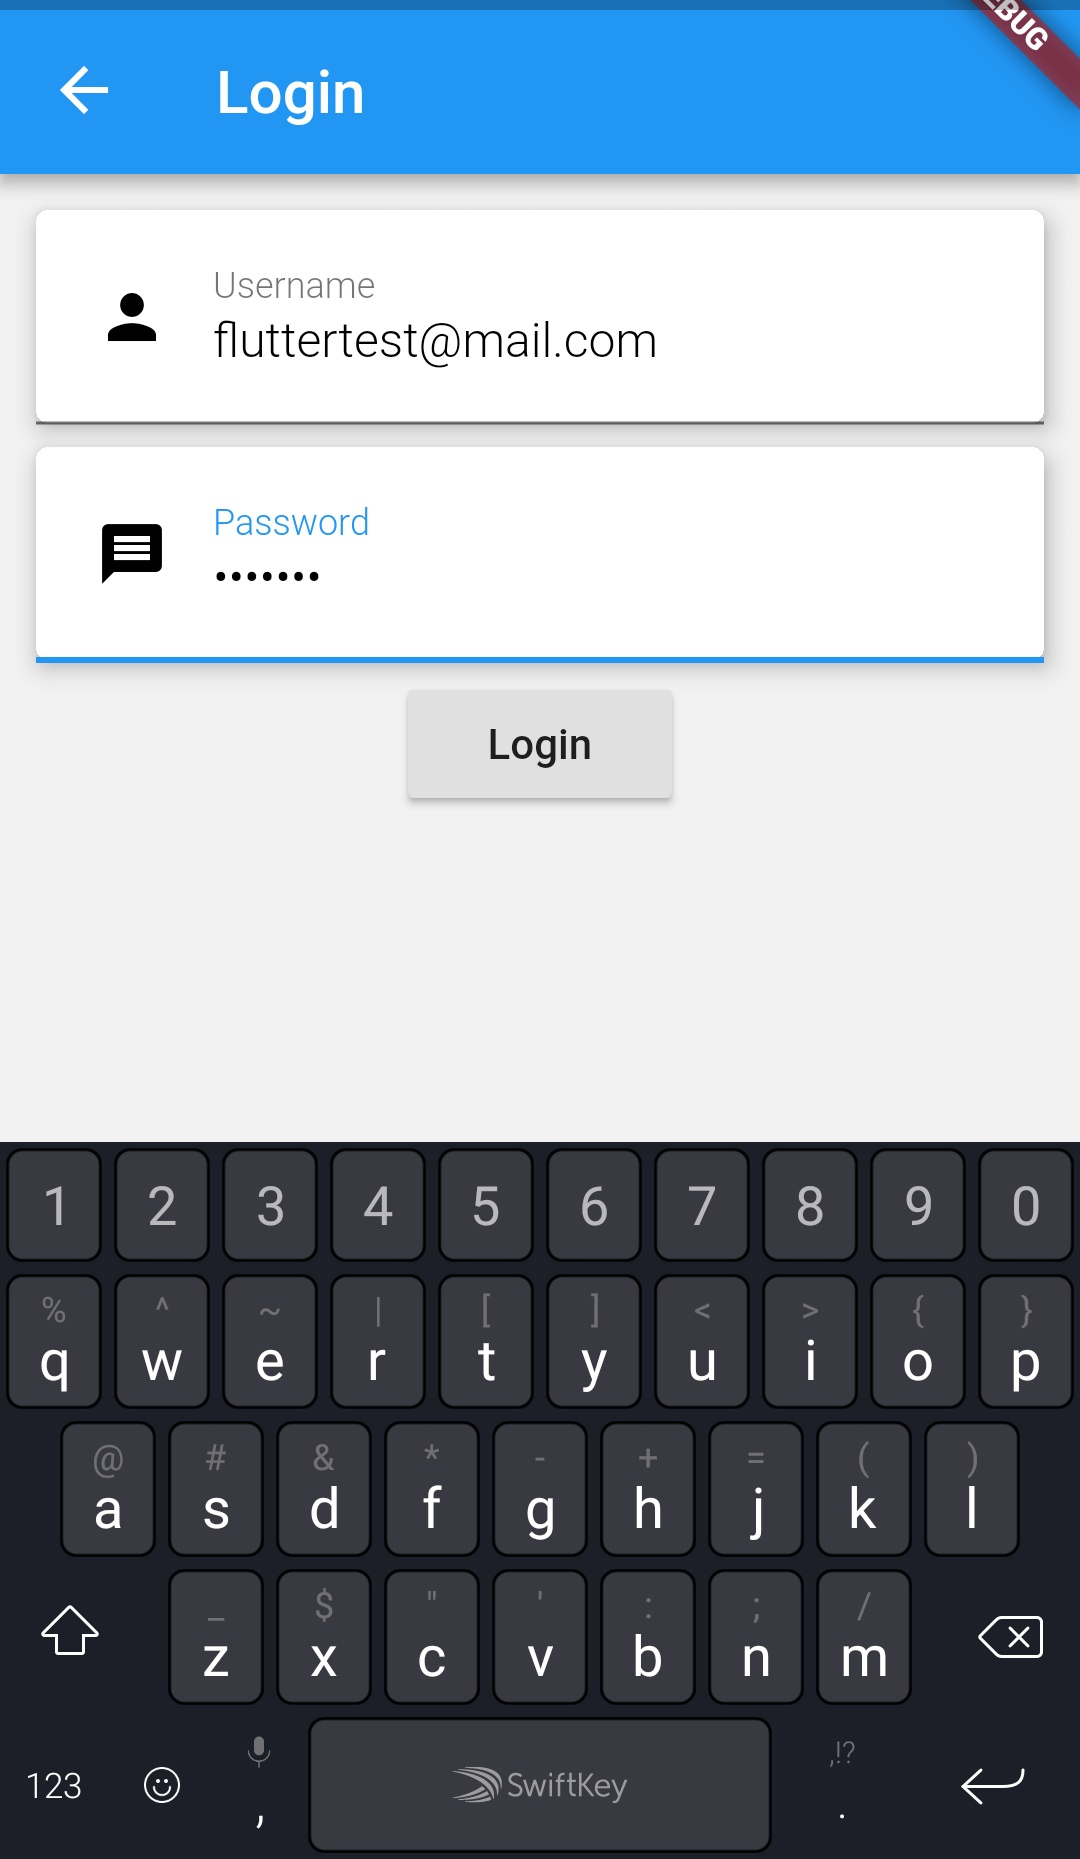 EBUG
Login
Username
fluttertest@mail.com
Password
•••••••
Login
1 2 3 4 5 6 7 8 9 0
% ^ ~ | [ ] < > { }
q w e r t y u i o p
@ # & * - + = ( )
a s d f g h j k l
_ $ " ' : ; /
z x c v b n m
,!?
123 , SwiftKey .